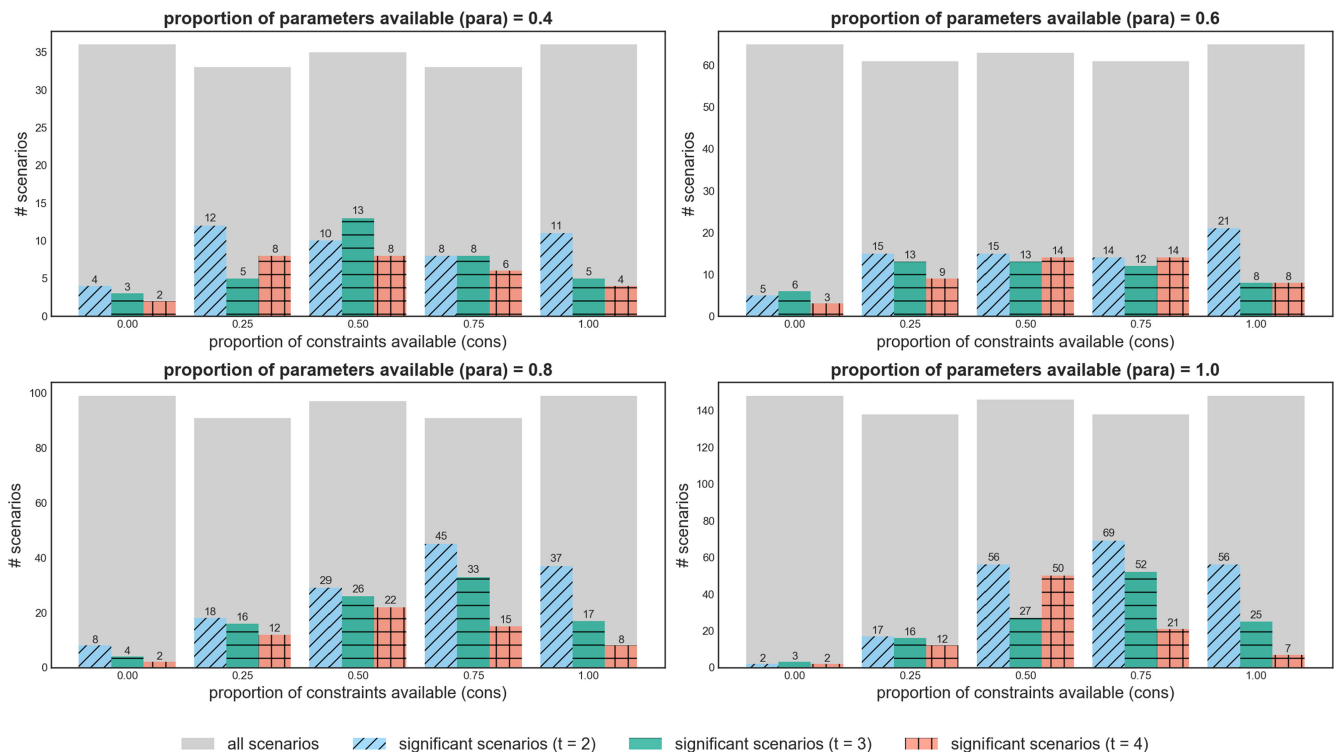 proportion of parameters available (para) = 0.4
# scenarios
35
30
25
20
15
10
5
0
4 3 2
12 5 8
10 13 8
8 8 6
11 5 4
0.00 0.25 0.50 0.75 1.00
proportion of constraints available (cons)
proportion of parameters available (para) = 0.6
# scenarios
60
50
40
30
20
10
0
5 6 3
15 13 9
15 13 14
14 12 14
21 8 8
0.00 0.25 0.50 0.75 1.00
proportion of constraints available (cons)
proportion of parameters available (para) = 0.8
# scenarios
100
80
60
40
20
0
8 4 2
18 16 12
29 26 22
45 33 15
37 17 8
0.00 0.25 0.50 0.75 1.00
proportion of constraints available (cons)
proportion of parameters available (para) = 1.0
# scenarios
140
120
100
80
60
40
20
0
2 3 2
17 16 12
56 27 50
69 52 21
56 25 7
0.00 0.25 0.50 0.75 1.00
proportion of constraints available (cons)
all scenarios
significant scenarios (t = 2)
significant scenarios (t = 3)
significant scenarios (t = 4)